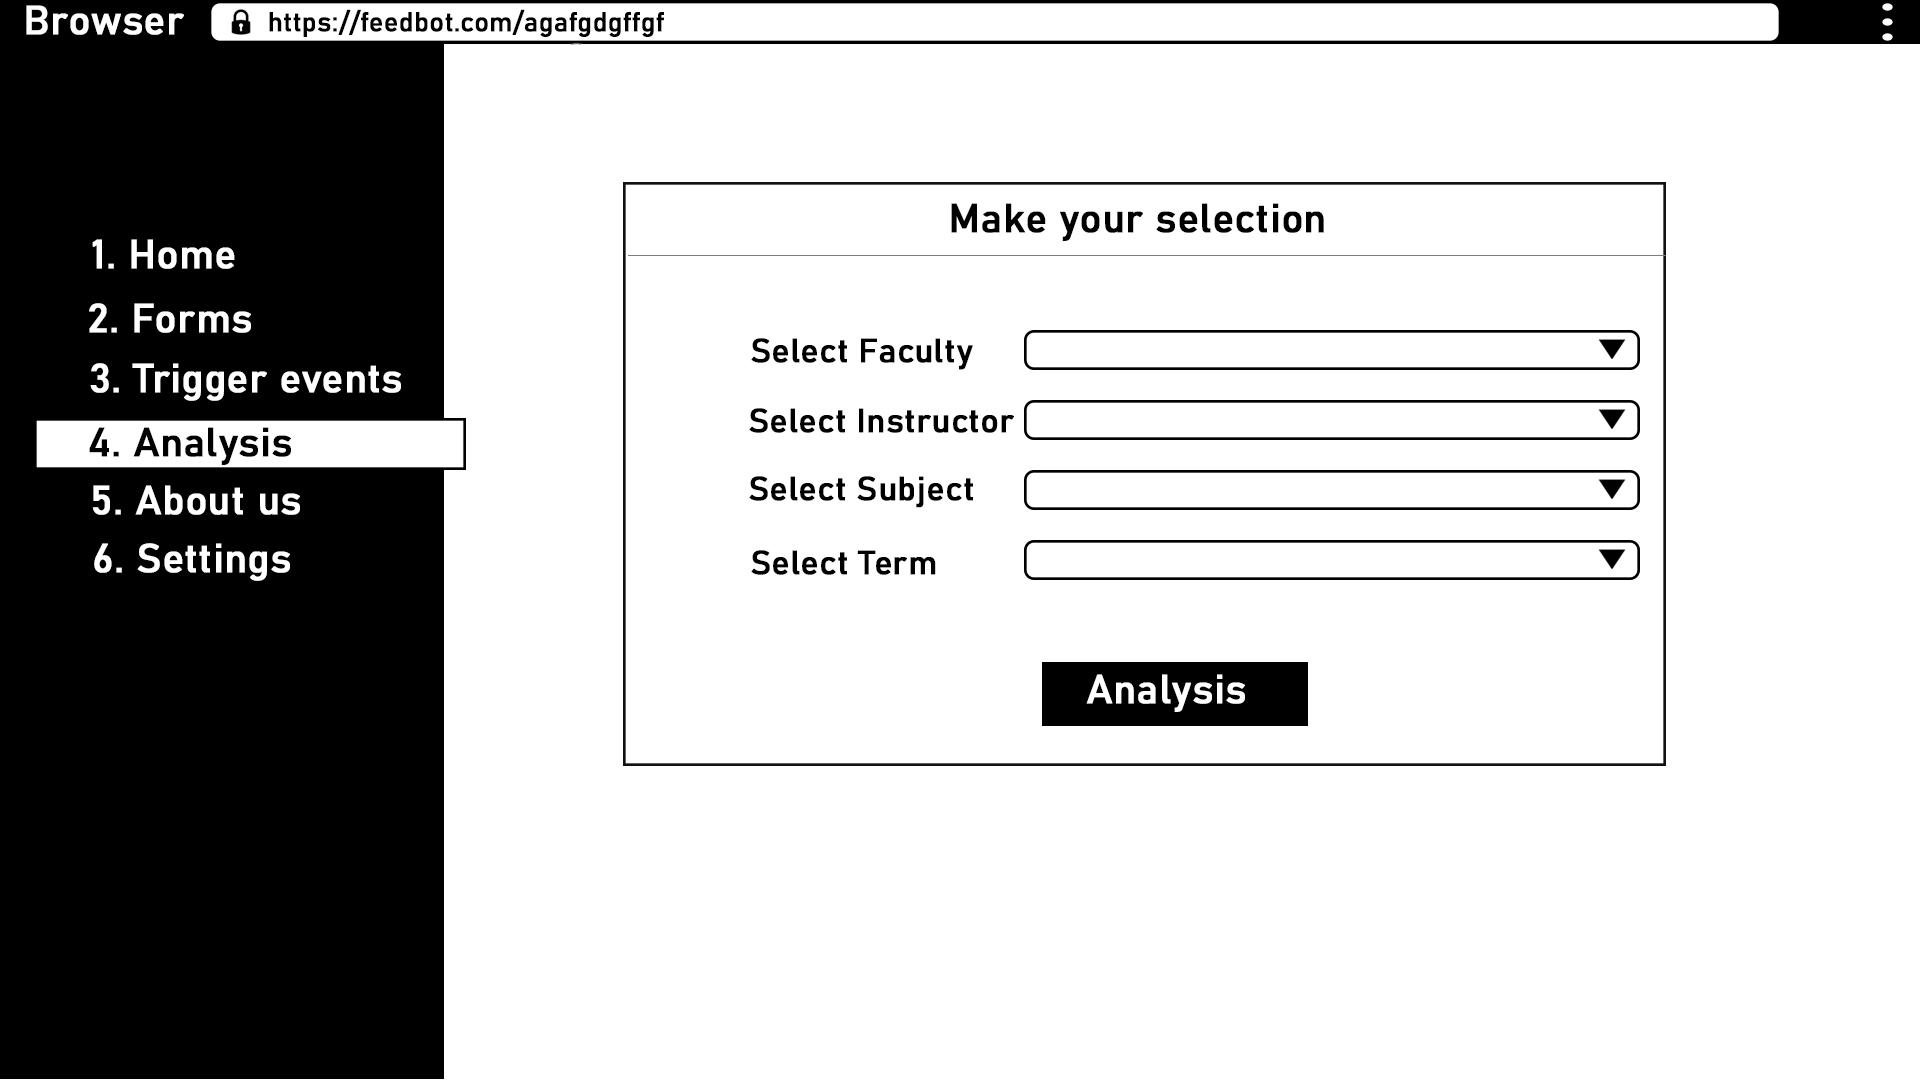 Browser
https://feedbot.com/agafgdgffgf
1. Home
2. Forms
3. Trigger events
4. Analysis
5. About us
6. Settings
Make your selection
Select Faculty
Select Instructor
Select Subject
Select Term
Analysis